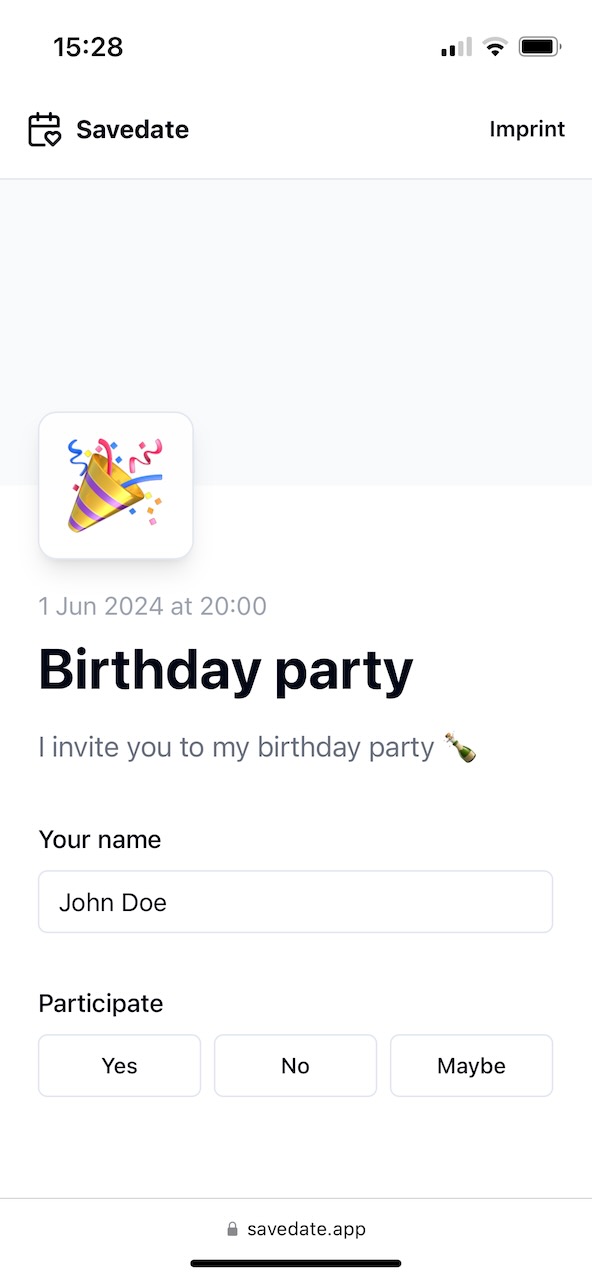 15:28
Savedate
Imprint
1 Jun 2024 at 20:00
Birthday party
I invite you to my birthday party 🍾
Your name
John Doe
Participate
Yes
No
Maybe
savedate.app